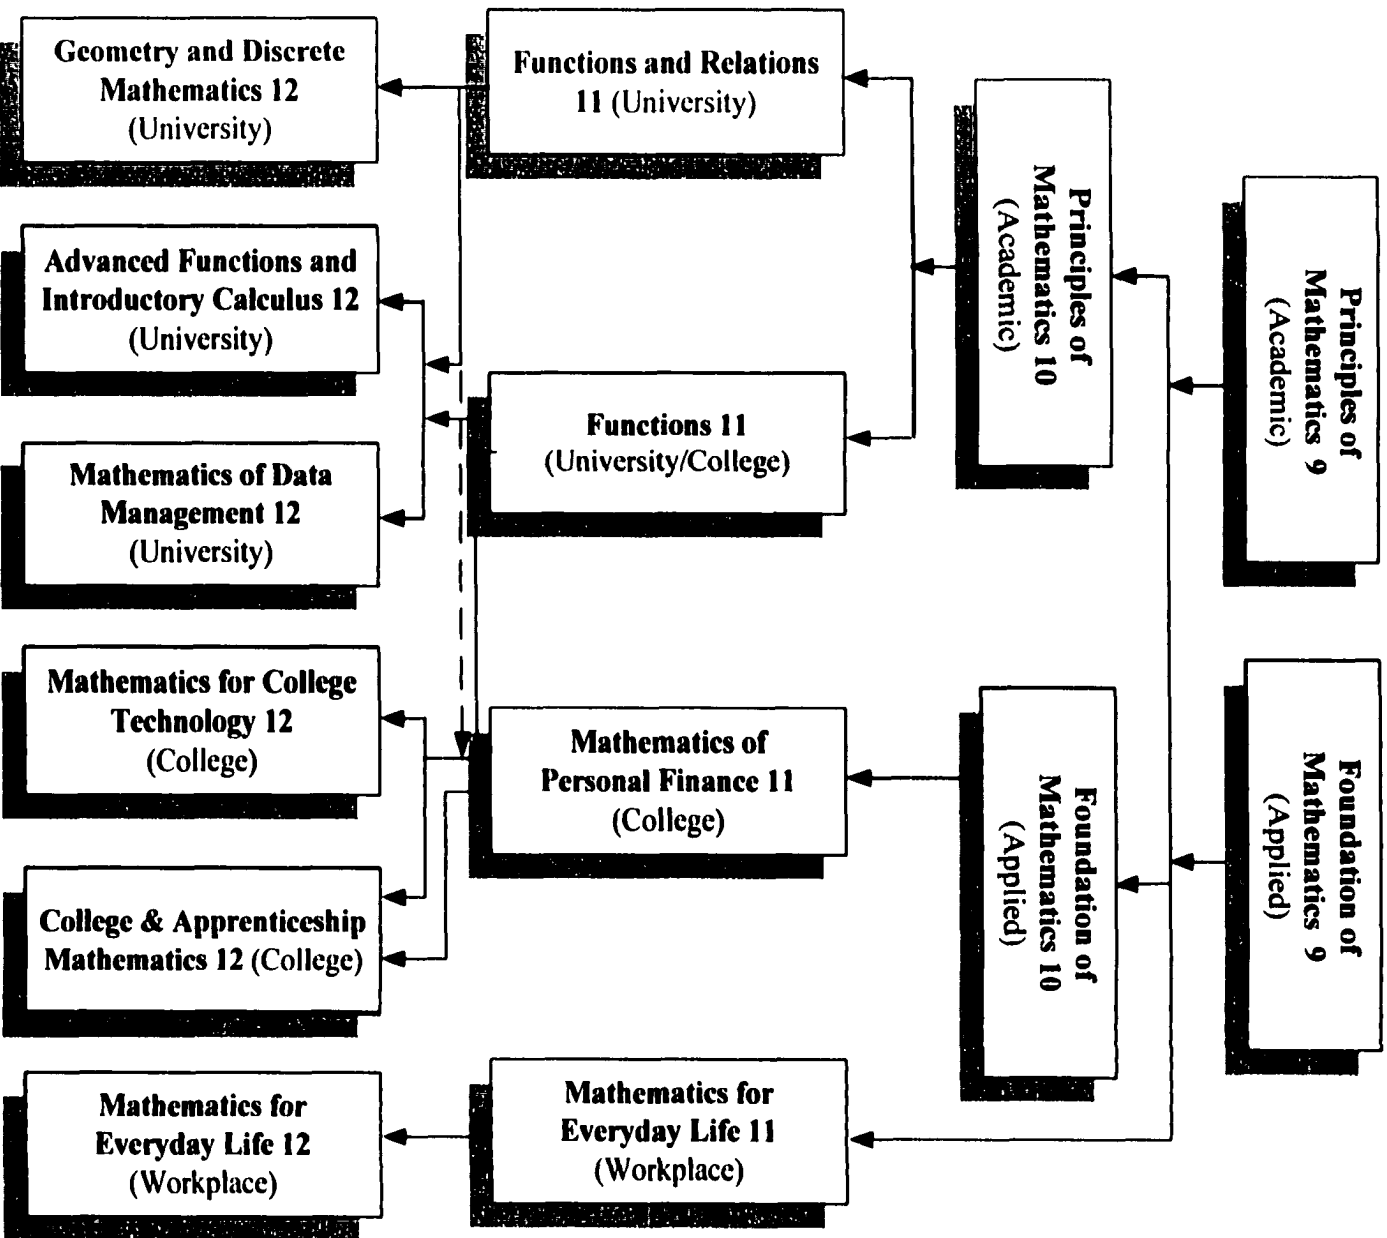 Geometry and Discrete
Mathematics 12
(University)
Functions and Relations
11 (University)
Principles of
Mathematics 10
(Academic)
Principles of
Mathematics 9
(Academic)
Advanced Functions and
Introductory Calculus 12
(University)
Functions 11
(University/College)
Mathematics of Data
Management 12
(University)
Mathematics for College
Technology 12
(College)
Mathematics of
Personal Finance 11
(College)
Foundation of
Mathematics 10
(Applied)
Foundation of
Mathematics 9
(Applied)
College & Apprenticeship
Mathematics 12 (College)
Mathematics for
Everyday Life 12
(Workplace)
Mathematics for
Everyday Life 11
(Workplace)